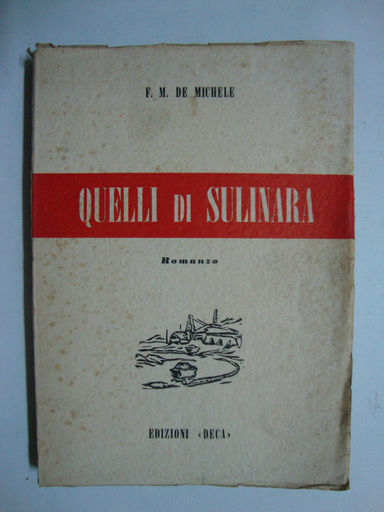 F. M. DE MICHELE
QUELLI DI SULINARA
Romanzo
EDIZIONI «DECA»